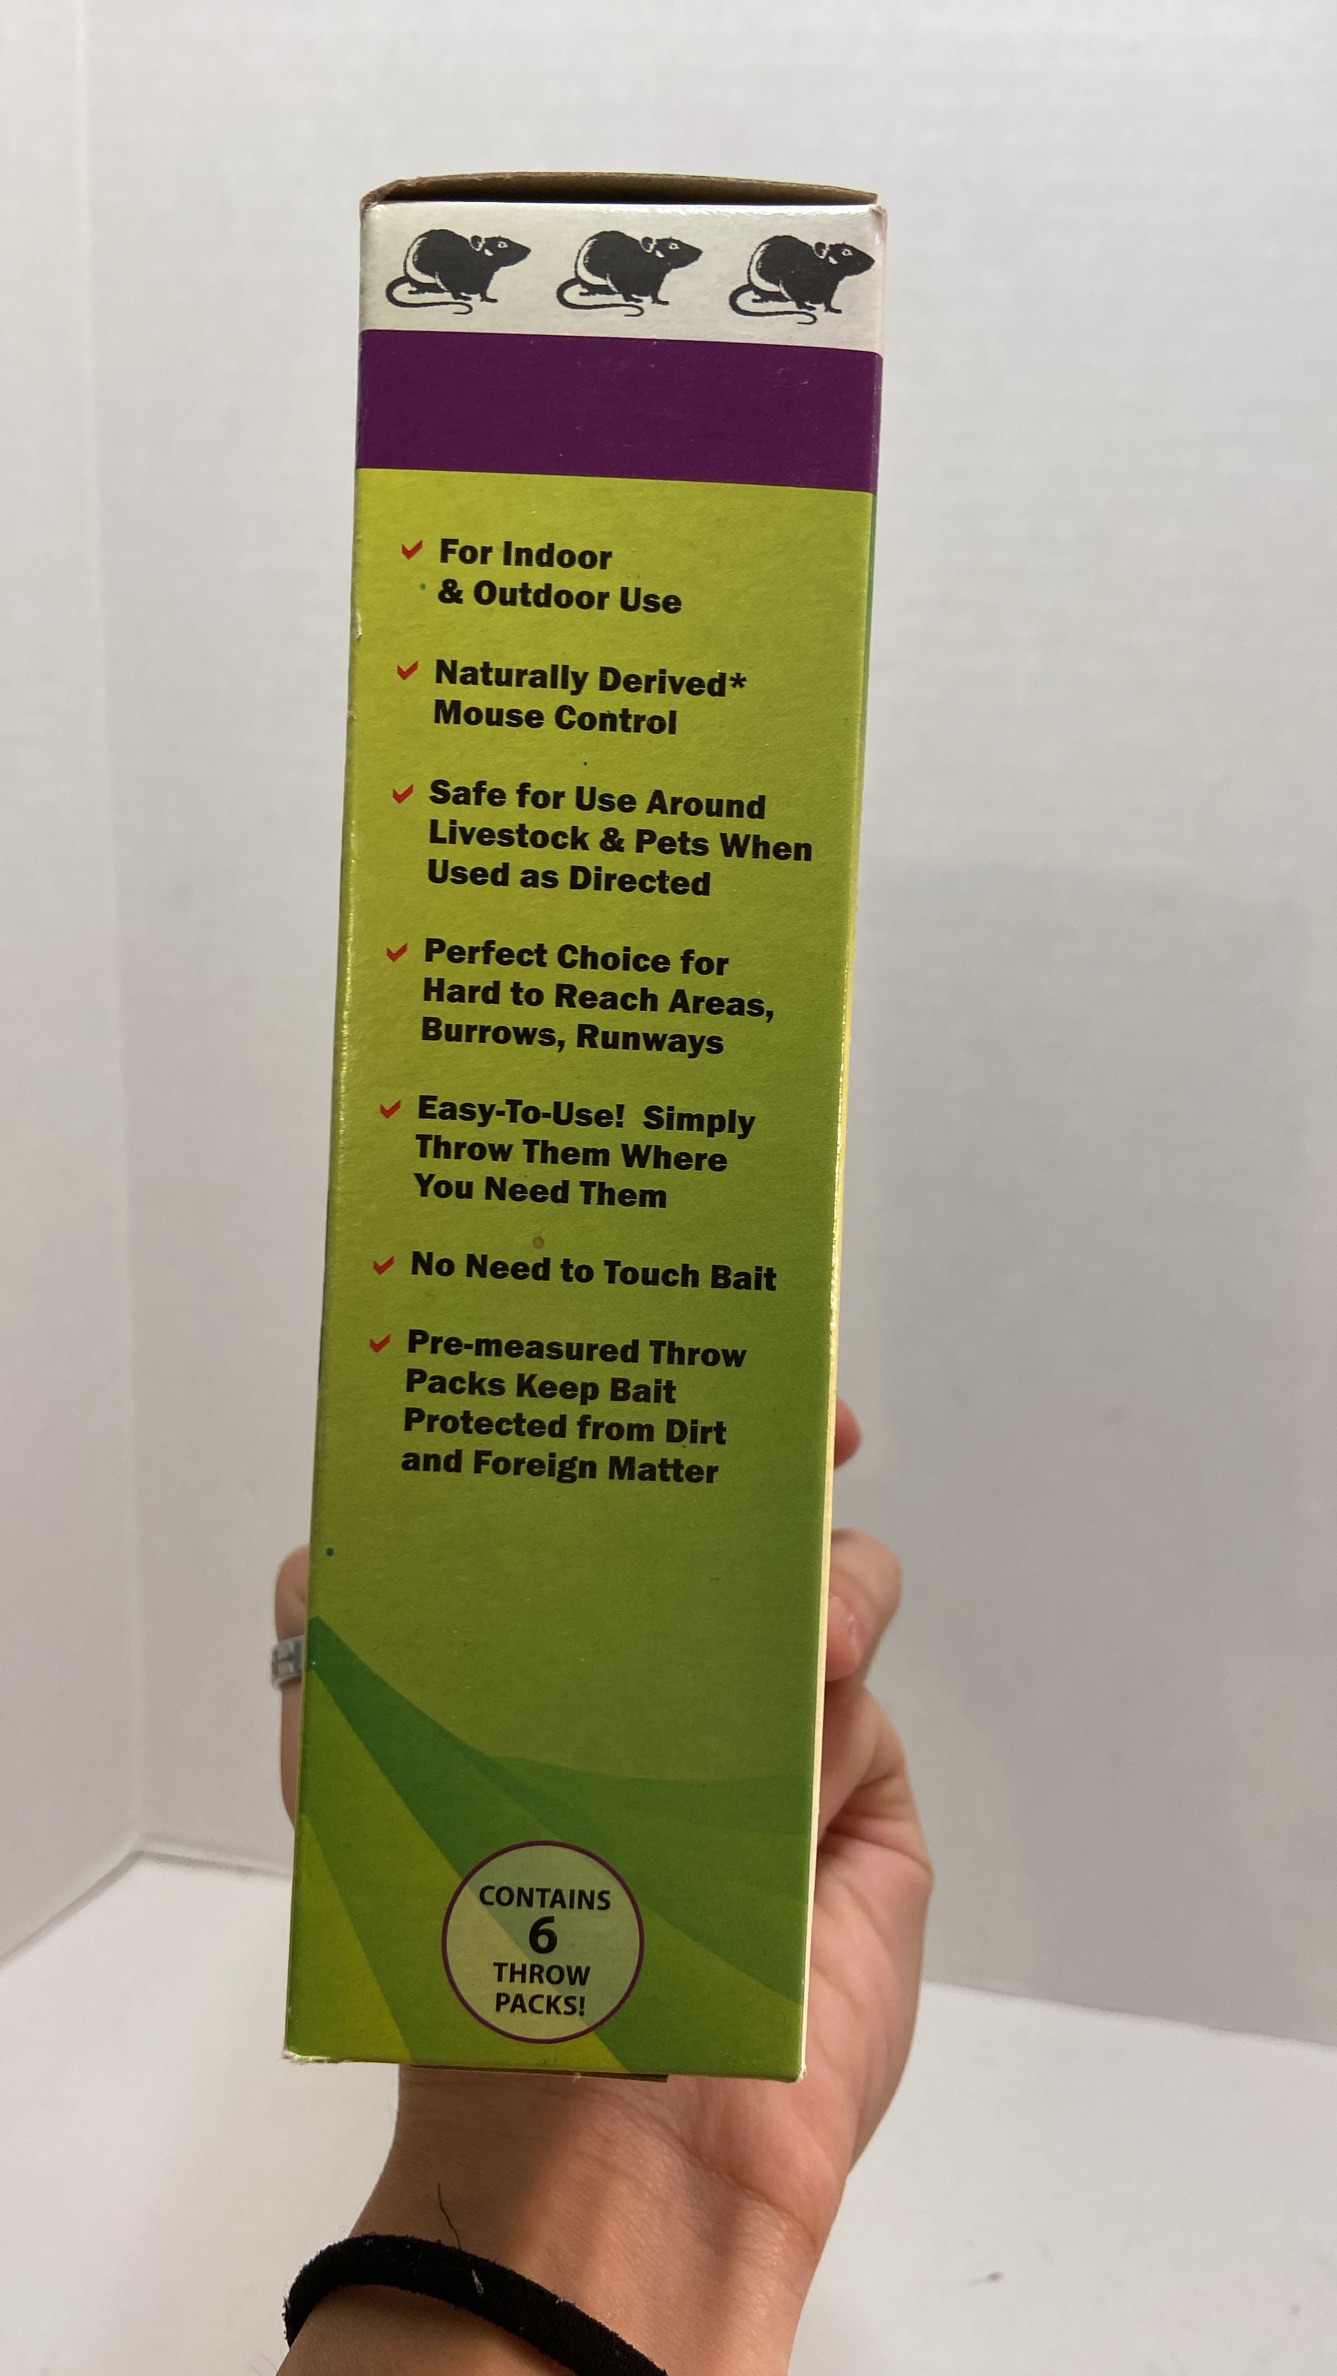 For Indoor
& Outdoor Use
Naturally Derived*
Mouse Control
Safe for Use Around
Livestock & Pets When
Used as Directed
Perfect Choice for
Hard to Reach Areas,
Burrows, Runways
Easy-To-Use! Simply
Throw Them Where
You Need Them
No Need to Touch Bait
Pre-measured Throw
Packs Keep Bait
Protected from Dirt
and Foreign Matter
CONTAINS
6
THROW
PACKS!